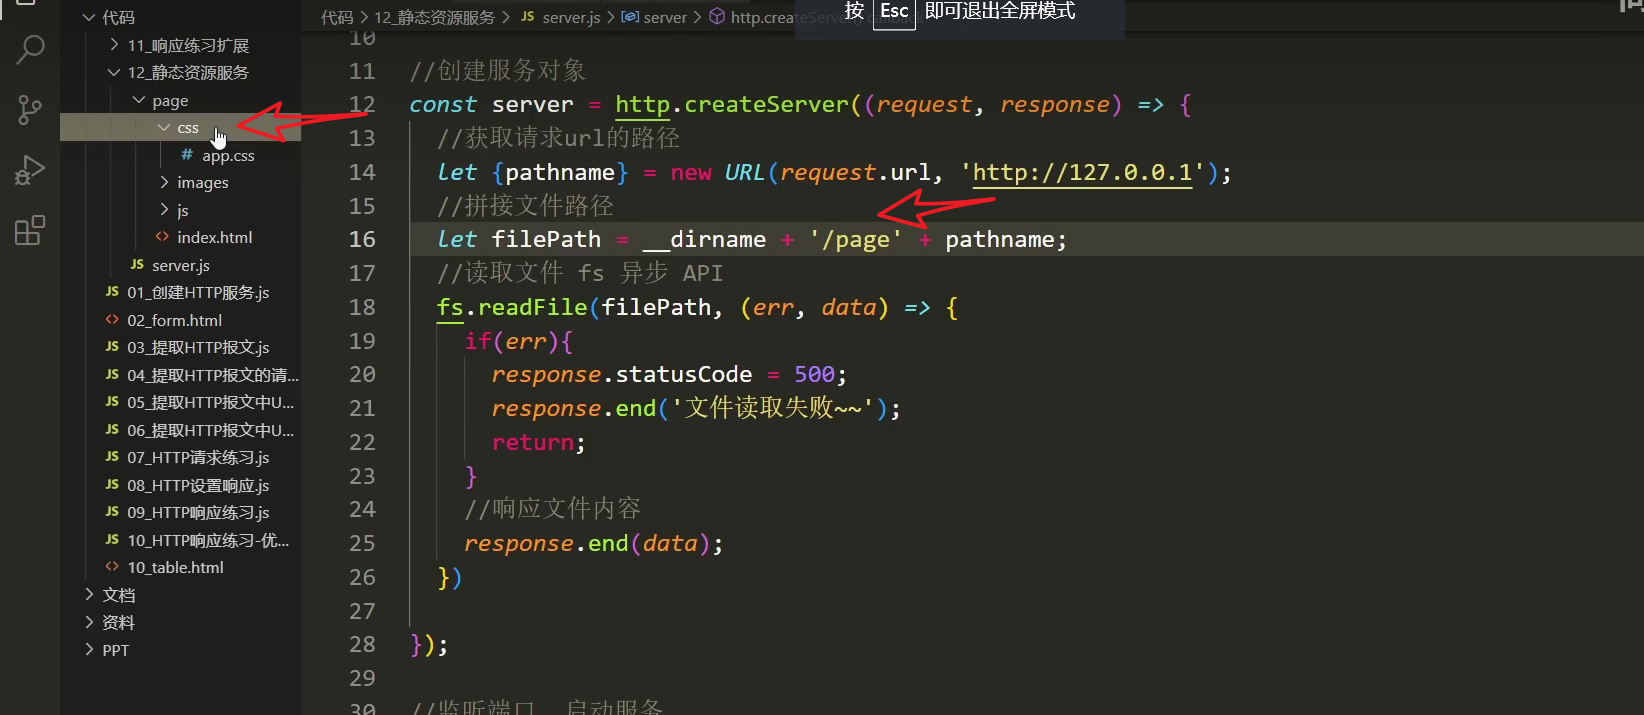 按 Esc 即可退出全屏模式
代码
11_响应练习扩展
12_静态资源服务
page
css
# app.css
images
js
<> index.html
JS server.js
JS 01_创建HTTP服务.js
<> 02_form.html
JS 03_提取HTTP报文.js
JS 04_提取HTTP报文的请...
JS 05_提取HTTP报文中U...
JS 06_提取HTTP报文中U...
JS 07_HTTP请求练习.js
JS 08_HTTP设置响应.js
JS 09_HTTP响应练习.js
JS 10_HTTP响应练习-优...
<> 10_table.html
文档
资料
PPT
代码 > 12_静态资源服务 > JS server.js > server > http.createServer() callback
10
11 //创建服务对象
12 const server = http.createServer((request, response) => {
13 //获取请求url的路径
14 let {pathname} = new URL(request.url, 'http://127.0.0.1');
15 //拼接文件路径
16 let filePath = __dirname + '/page' + pathname;
17 //读取文件 fs 异步 API
18 fs.readFile(filePath, (err, data) => {
19 if(err){
20 response.statusCode = 500;
21 response.end('文件读取失败~~');
22 return;
23 }
24 //响应文件内容
25 response.end(data);
26 })
27
28 });
29
30 //监听端口，启动服务